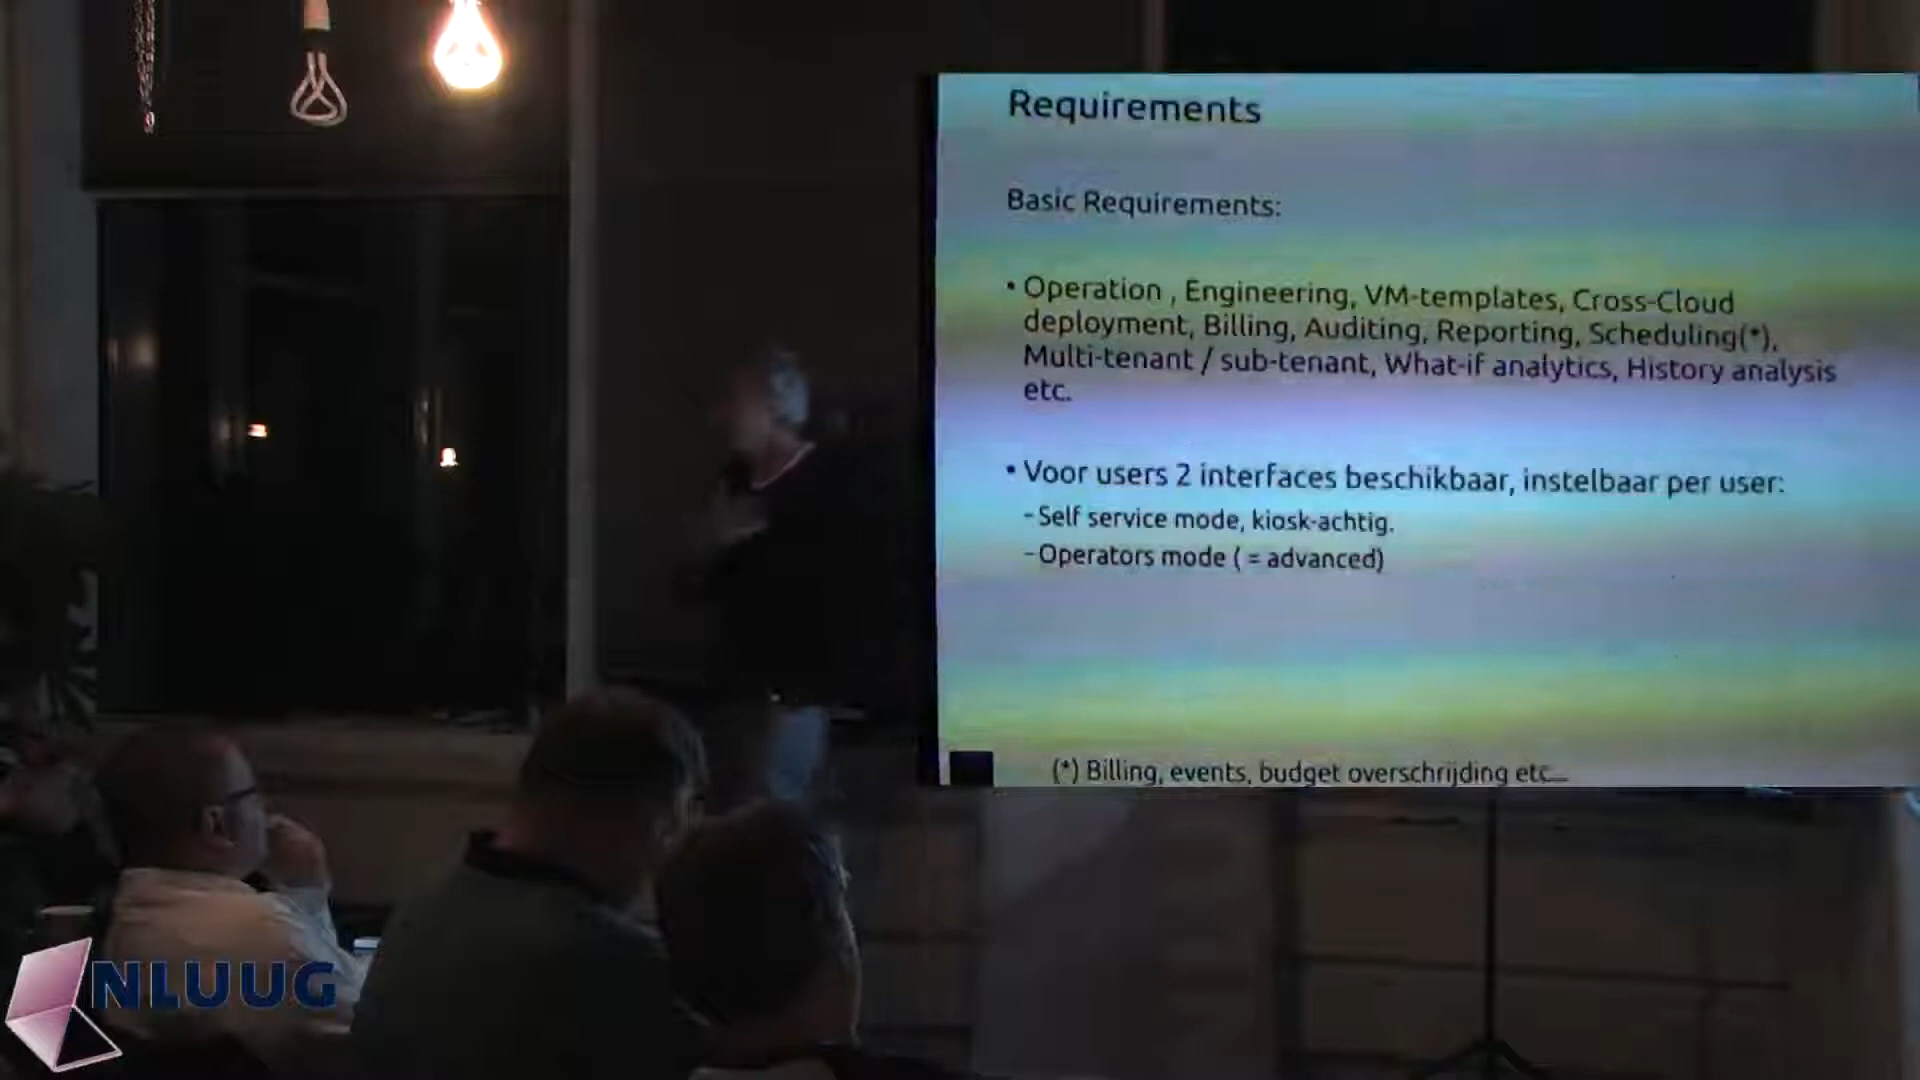 Requirements
Basic Requirements:
• Operation , Engineering, VM-templates, Cross-Cloud
deployment, Billing, Auditing, Reporting, Scheduling(*),
Multi-tenant / sub-tenant, What-if analytics, History analysis
etc.
• Voor users 2 interfaces beschikbaar, instelbaar per user:
-Self service mode, kiosk-achtig.
-Operators mode ( = advanced)
(*) Billing, events, budget overschrijding etc...
NLUUG